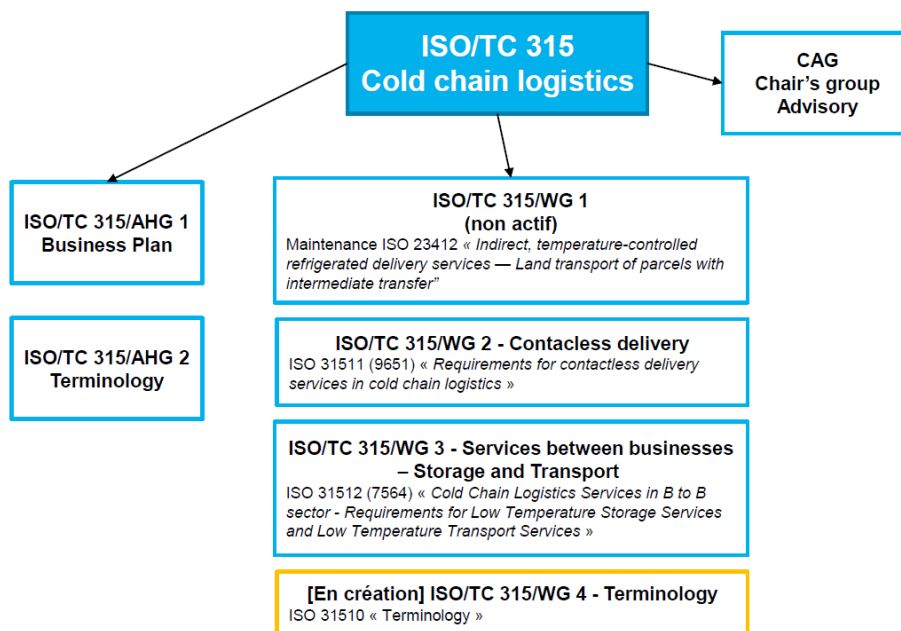 ISO/TC 315
Cold chain logistics
CAG
Chair's group
Advisory
ISO/TC 315/AHG 1
Business Plan
ISO/TC 315/AHG 2
Terminology
ISO/TC 315/WG 1
(non actif)
Maintenance ISO 23412 « Indirect, temperature-controlled
refrigerated delivery services — Land transport of parcels with
intermediate transfer”
ISO/TC 315/WG 2 - Contacless delivery
ISO 31511 (9651) « Requirements for contactless delivery
services in cold chain logistics »
ISO/TC 315/WG 3 - Services between businesses
– Storage and Transport
ISO 31512 (7564) « Cold Chain Logistics Services in B to B
sector - Requirements for Low Temperature Storage Services
and Low Temperature Transport Services »
[En création] ISO/TC 315/WG 4 - Terminology
ISO 31510 « Terminology »